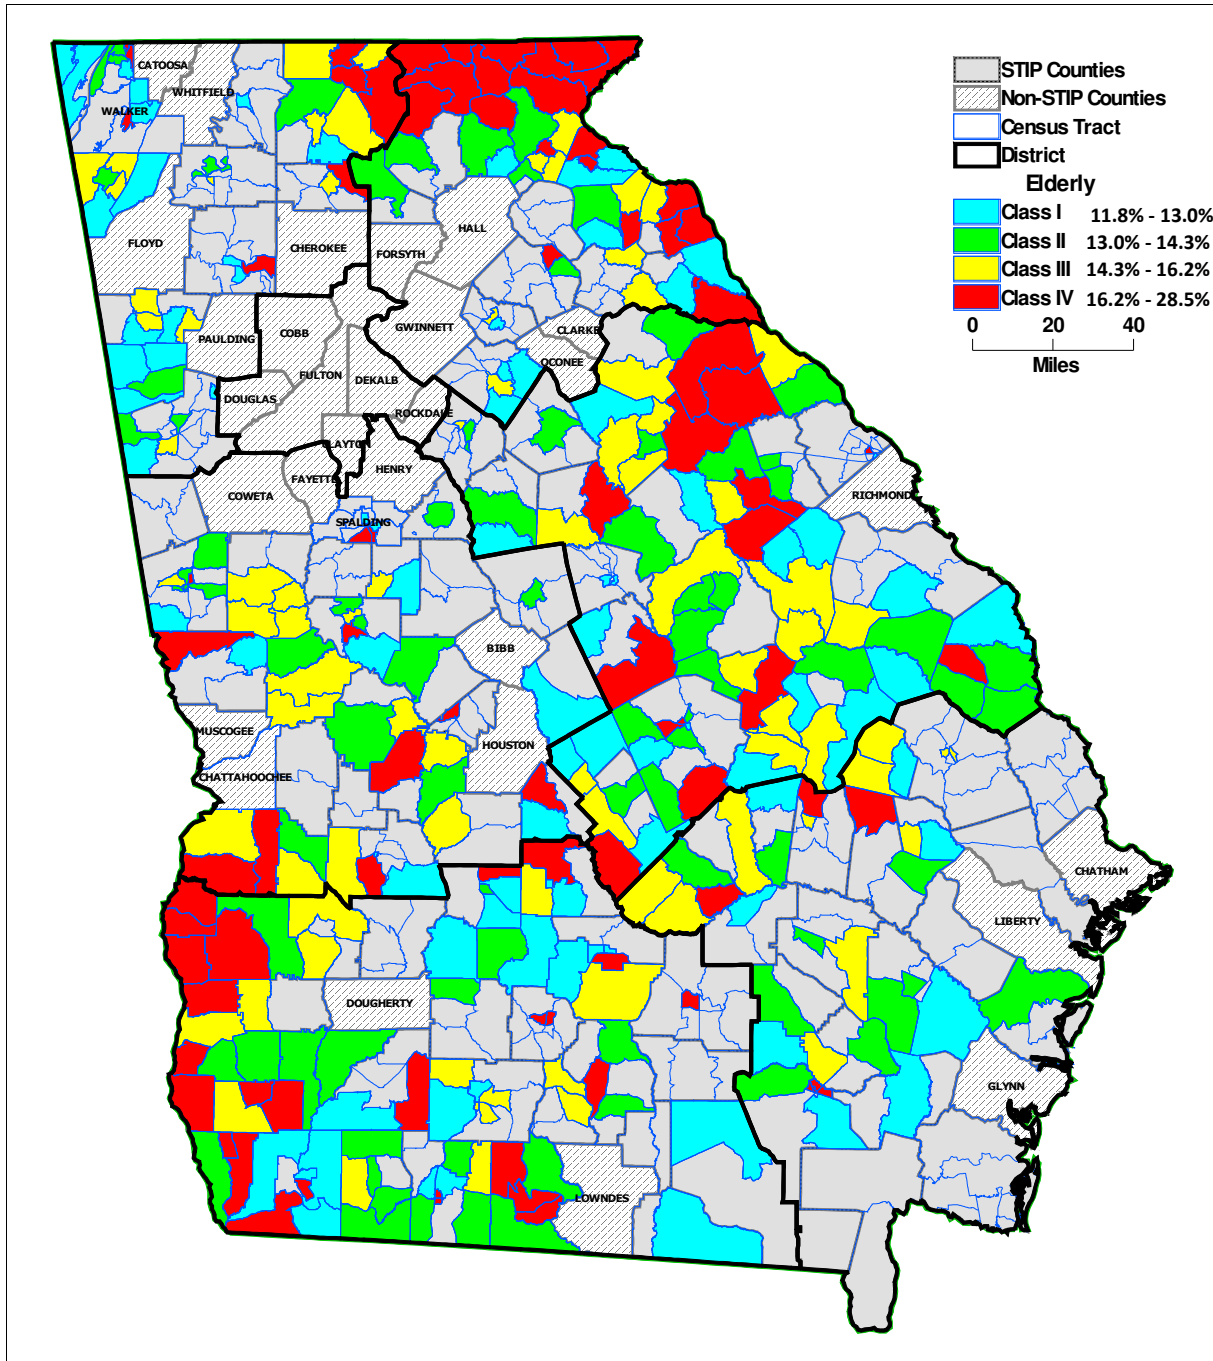 STIP Counties
Non-STIP Counties
Census Tract
District
Elderly
Class I 11.8% - 13.0%
Class II 13.0% - 14.3%
Class III 14.3% - 16.2%
Class IV 16.2% - 28.5%
0 20 40
Miles
CATOOSA
WHITFIELD
WALKER
FLOYD
CHEROKEE
HALL
FORSYTH
PAULDING
COBB
GWINNETT
CLARKE
OCONEE
FULTON
DEKALB
DOUGLAS
ROCKDALE
CLAYTON
HENRY
FAYETTE
COWETA
SPALDING
RICHMOND
BIBB
MUSCOGEE
HOUSTON
CHATTAHOOCHEE
CHATHAM
LIBERTY
DOUGHERTY
GLYNN
LOWNDES